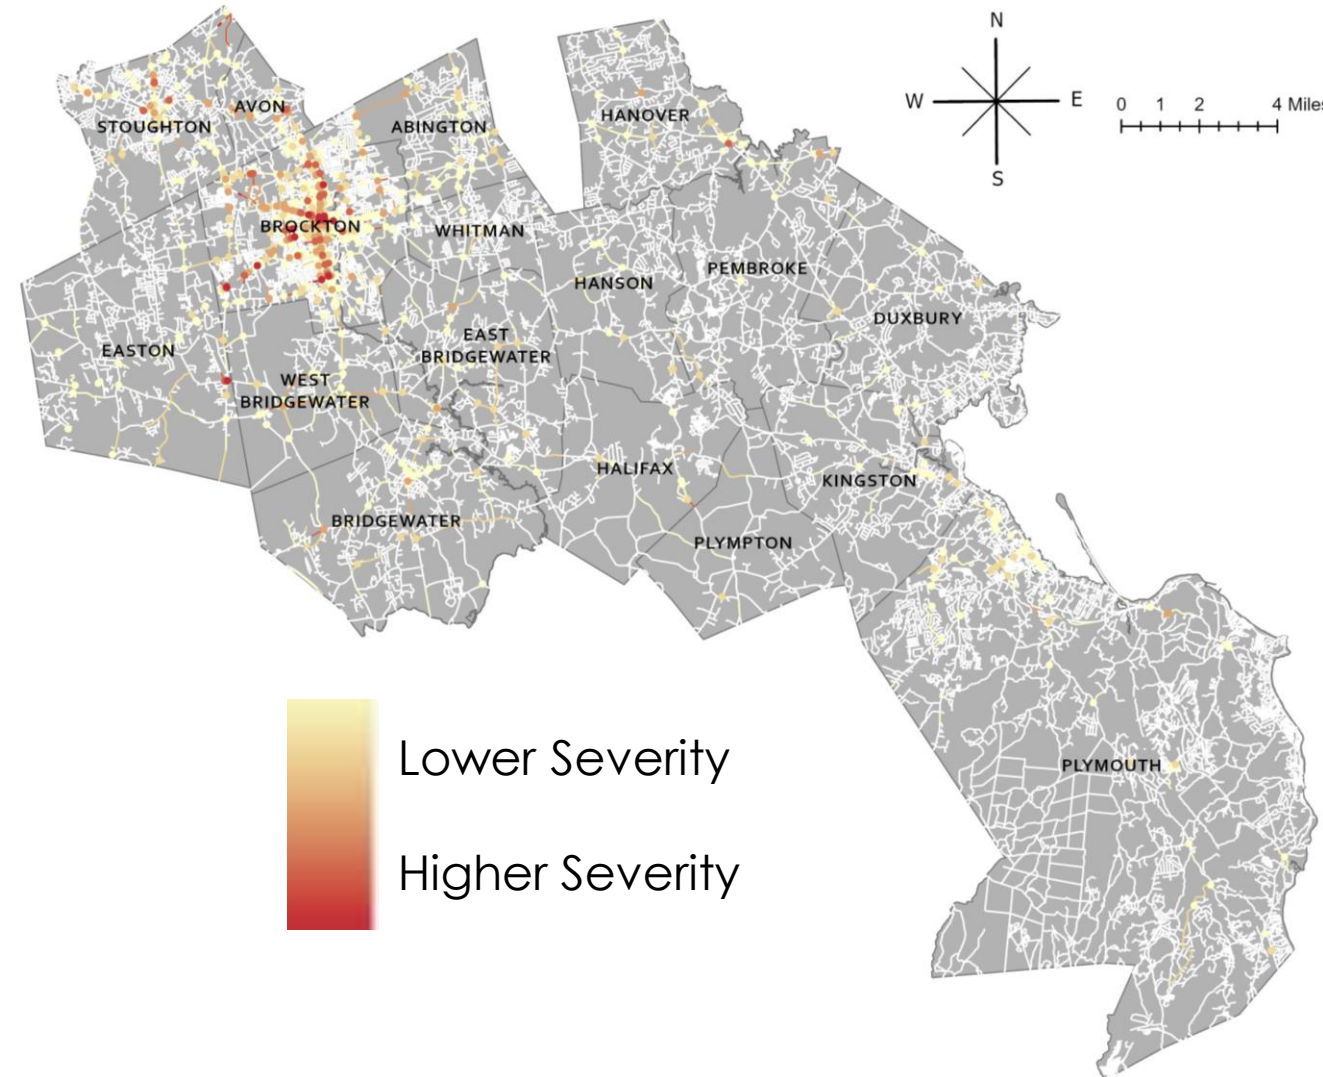 N
W
E
S
0 1 2 4 Miles
HANOVER
AVON
STOUGHTON
ABINGTON
BROCKTON
WHITMAN
PEMBROKE
HANSON
DUXBURY
EAST
BRIDGEWATER
EASTON
WEST
BRIDGEWATER
HALIFAX
KINGSTON
BRIDGEWATER
PLYMPTON
PLYMOUTH
Lower Severity
Higher Severity